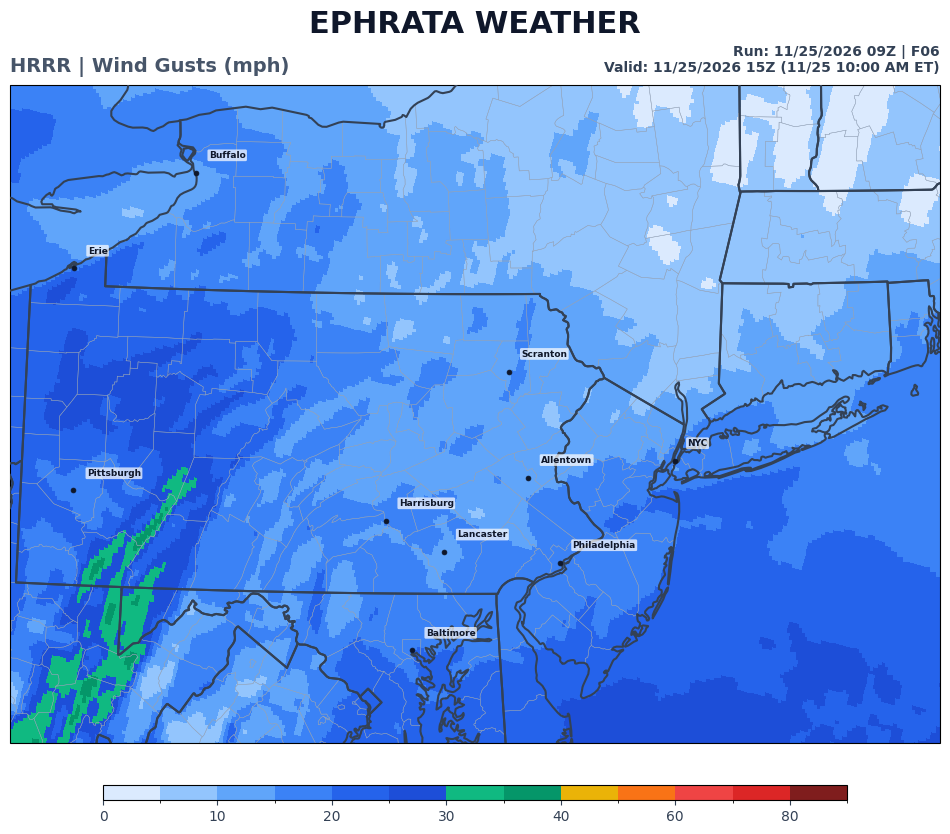 EPHRATA WEATHER
HRRR | Wind Gusts (mph)
Run: 11/25/2026 09Z | F06
Valid: 11/25/2026 15Z (11/25 10:00 AM ET)
Buffalo
Erie
Scranton
NYC
Allentown
Pittsburgh
Harrisburg
Lancaster
Philadelphia
Baltimore
0 10 20 30 40 60 80